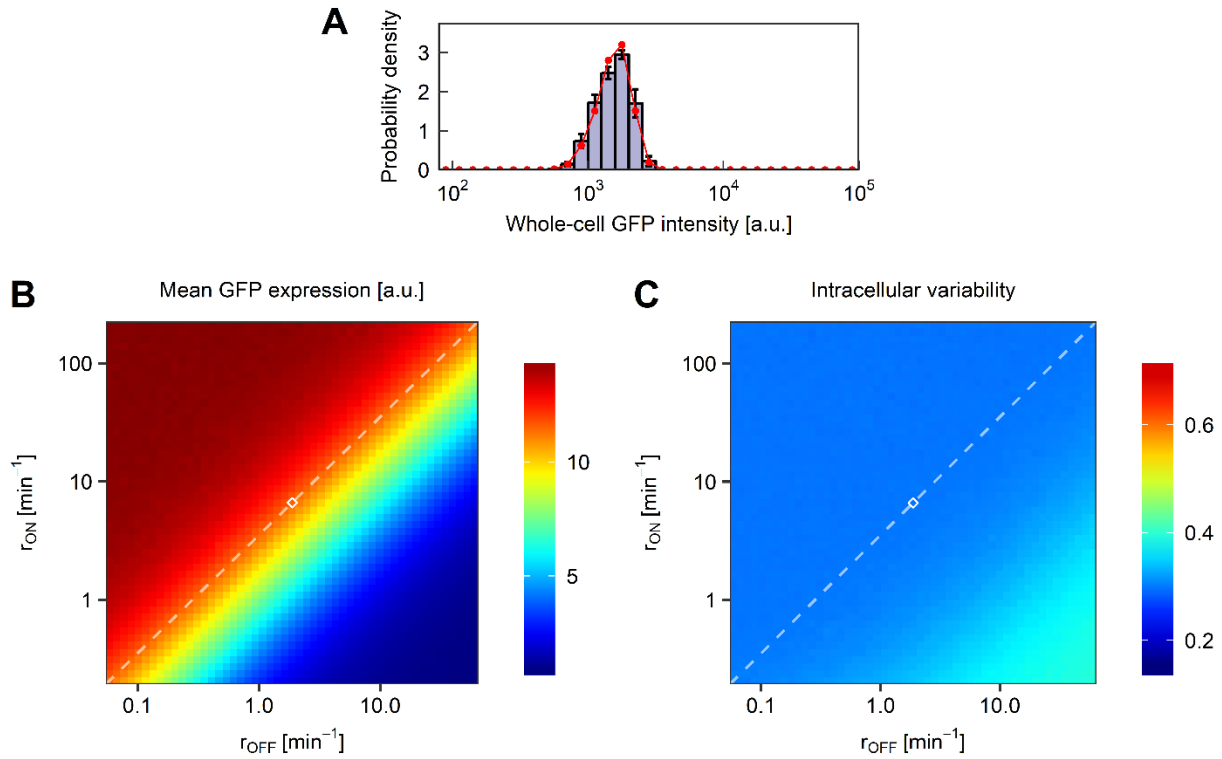 A
Probability density
3
2
1
0
10²
10³
10⁴
10⁵
Whole-cell GFP intensity [a.u.]
B
Mean GFP expression [a.u.]
r_ON [min⁻¹]
100
10
1
0.1
1.0
10.0
r_OFF [min⁻¹]
10
5
C
Intracellular variability
r_ON [min⁻¹]
100
10
1
0.1
1.0
10.0
r_OFF [min⁻¹]
0.6
0.4
0.2